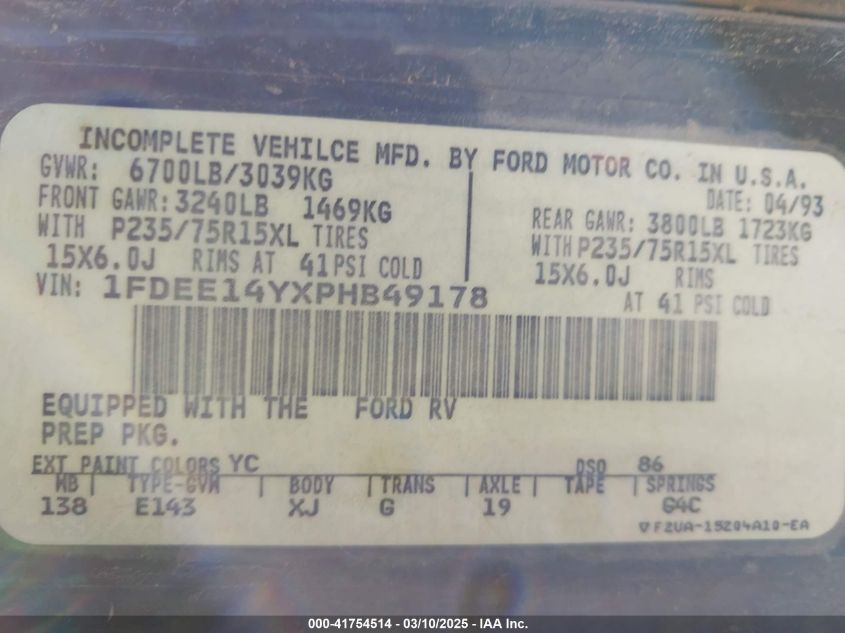 INCOMPLETE VEHILCE MFD. BY FORD MOTOR CO. IN U.S.A.
GVWR: 6700LB/3039KG
DATE: 04/93
FRONT GAWR: 3240LB 1469KG
WITH P235/75R15XL TIRES
15X6.0J RIMS AT 41 PSI COLD
REAR GAWR: 3800LB 1723KG
WITH P235/75R15XL TIRES
15X6.0J RIMS
AT 41 PSI COLD
VIN: 1FDEE14YXPHB49178
EQUIPPED WITH THE FORD RV
PREP PKG.
EXT PAINT COLORS YC DSO 86
WB | TYPE-GVW | BODY | TRANS | AXLE | TAPE | SPRINGS
138 E143 XJ G 19 G4C
▽F2UA-15204A10-EA
000-41754514 - 03/10/2025 - IAA Inc.